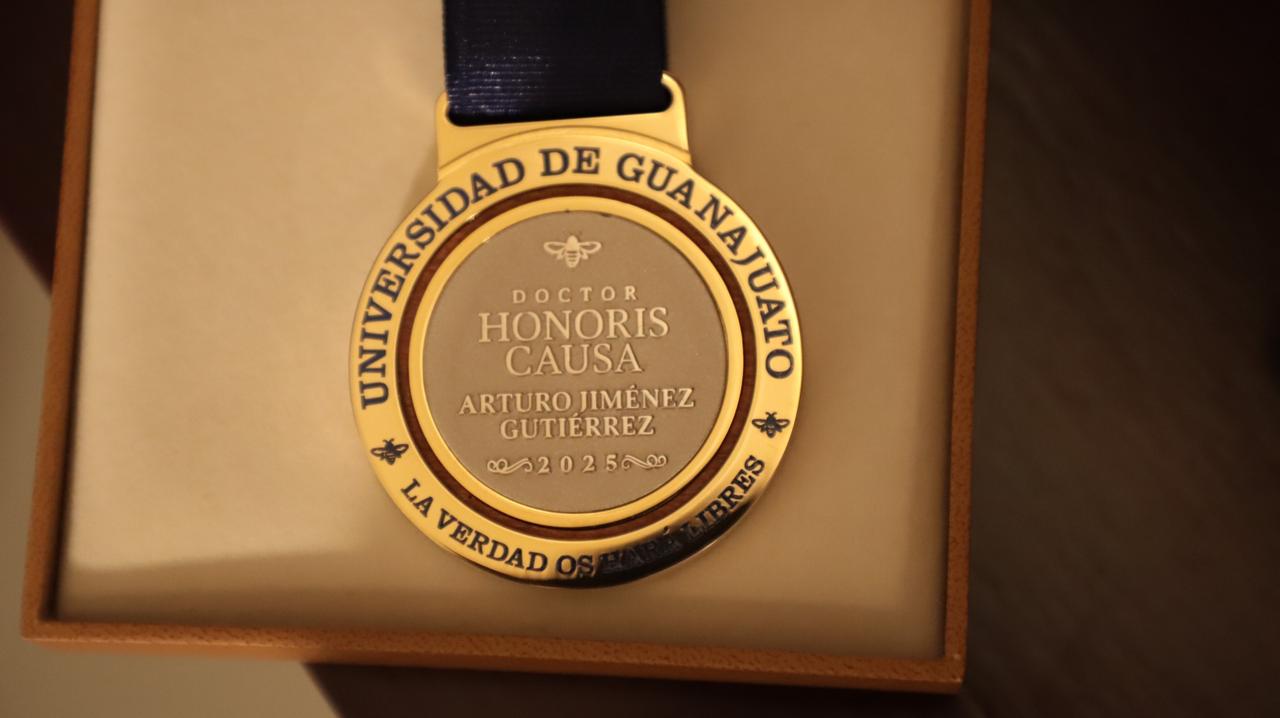 UNIVERSIDAD DE GUANAJUATO
DOCTOR
HONORIS
CAUSA
ARTURO JIMÉNEZ
GUTIÉRREZ
2025
LA VERDAD OS HARÁ LIBRES